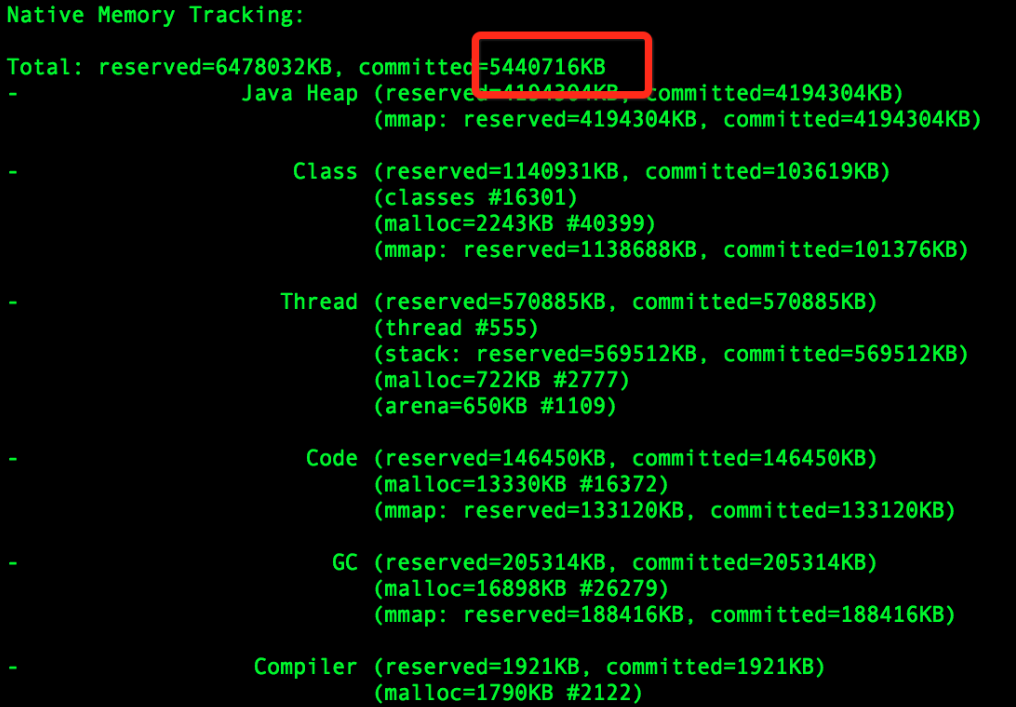 Native Memory Tracking:
Total: reserved=6478032KB, committed=5440716KB
- Java Heap (reserved=4194304KB, committed=4194304KB)
(mmap: reserved=4194304KB, committed=4194304KB)
- Class (reserved=1140931KB, committed=103619KB)
(classes #16301)
(malloc=2243KB #40399)
(mmap: reserved=1138688KB, committed=101376KB)
- Thread (reserved=570885KB, committed=570885KB)
(thread #555)
(stack: reserved=569512KB, committed=569512KB)
(malloc=722KB #2777)
(arena=650KB #1109)
- Code (reserved=146450KB, committed=146450KB)
(malloc=13330KB #16372)
(mmap: reserved=133120KB, committed=133120KB)
- GC (reserved=205314KB, committed=205314KB)
(malloc=16898KB #26279)
(mmap: reserved=188416KB, committed=188416KB)
- Compiler (reserved=1921KB, committed=1921KB)
(malloc=1790KB #2122)